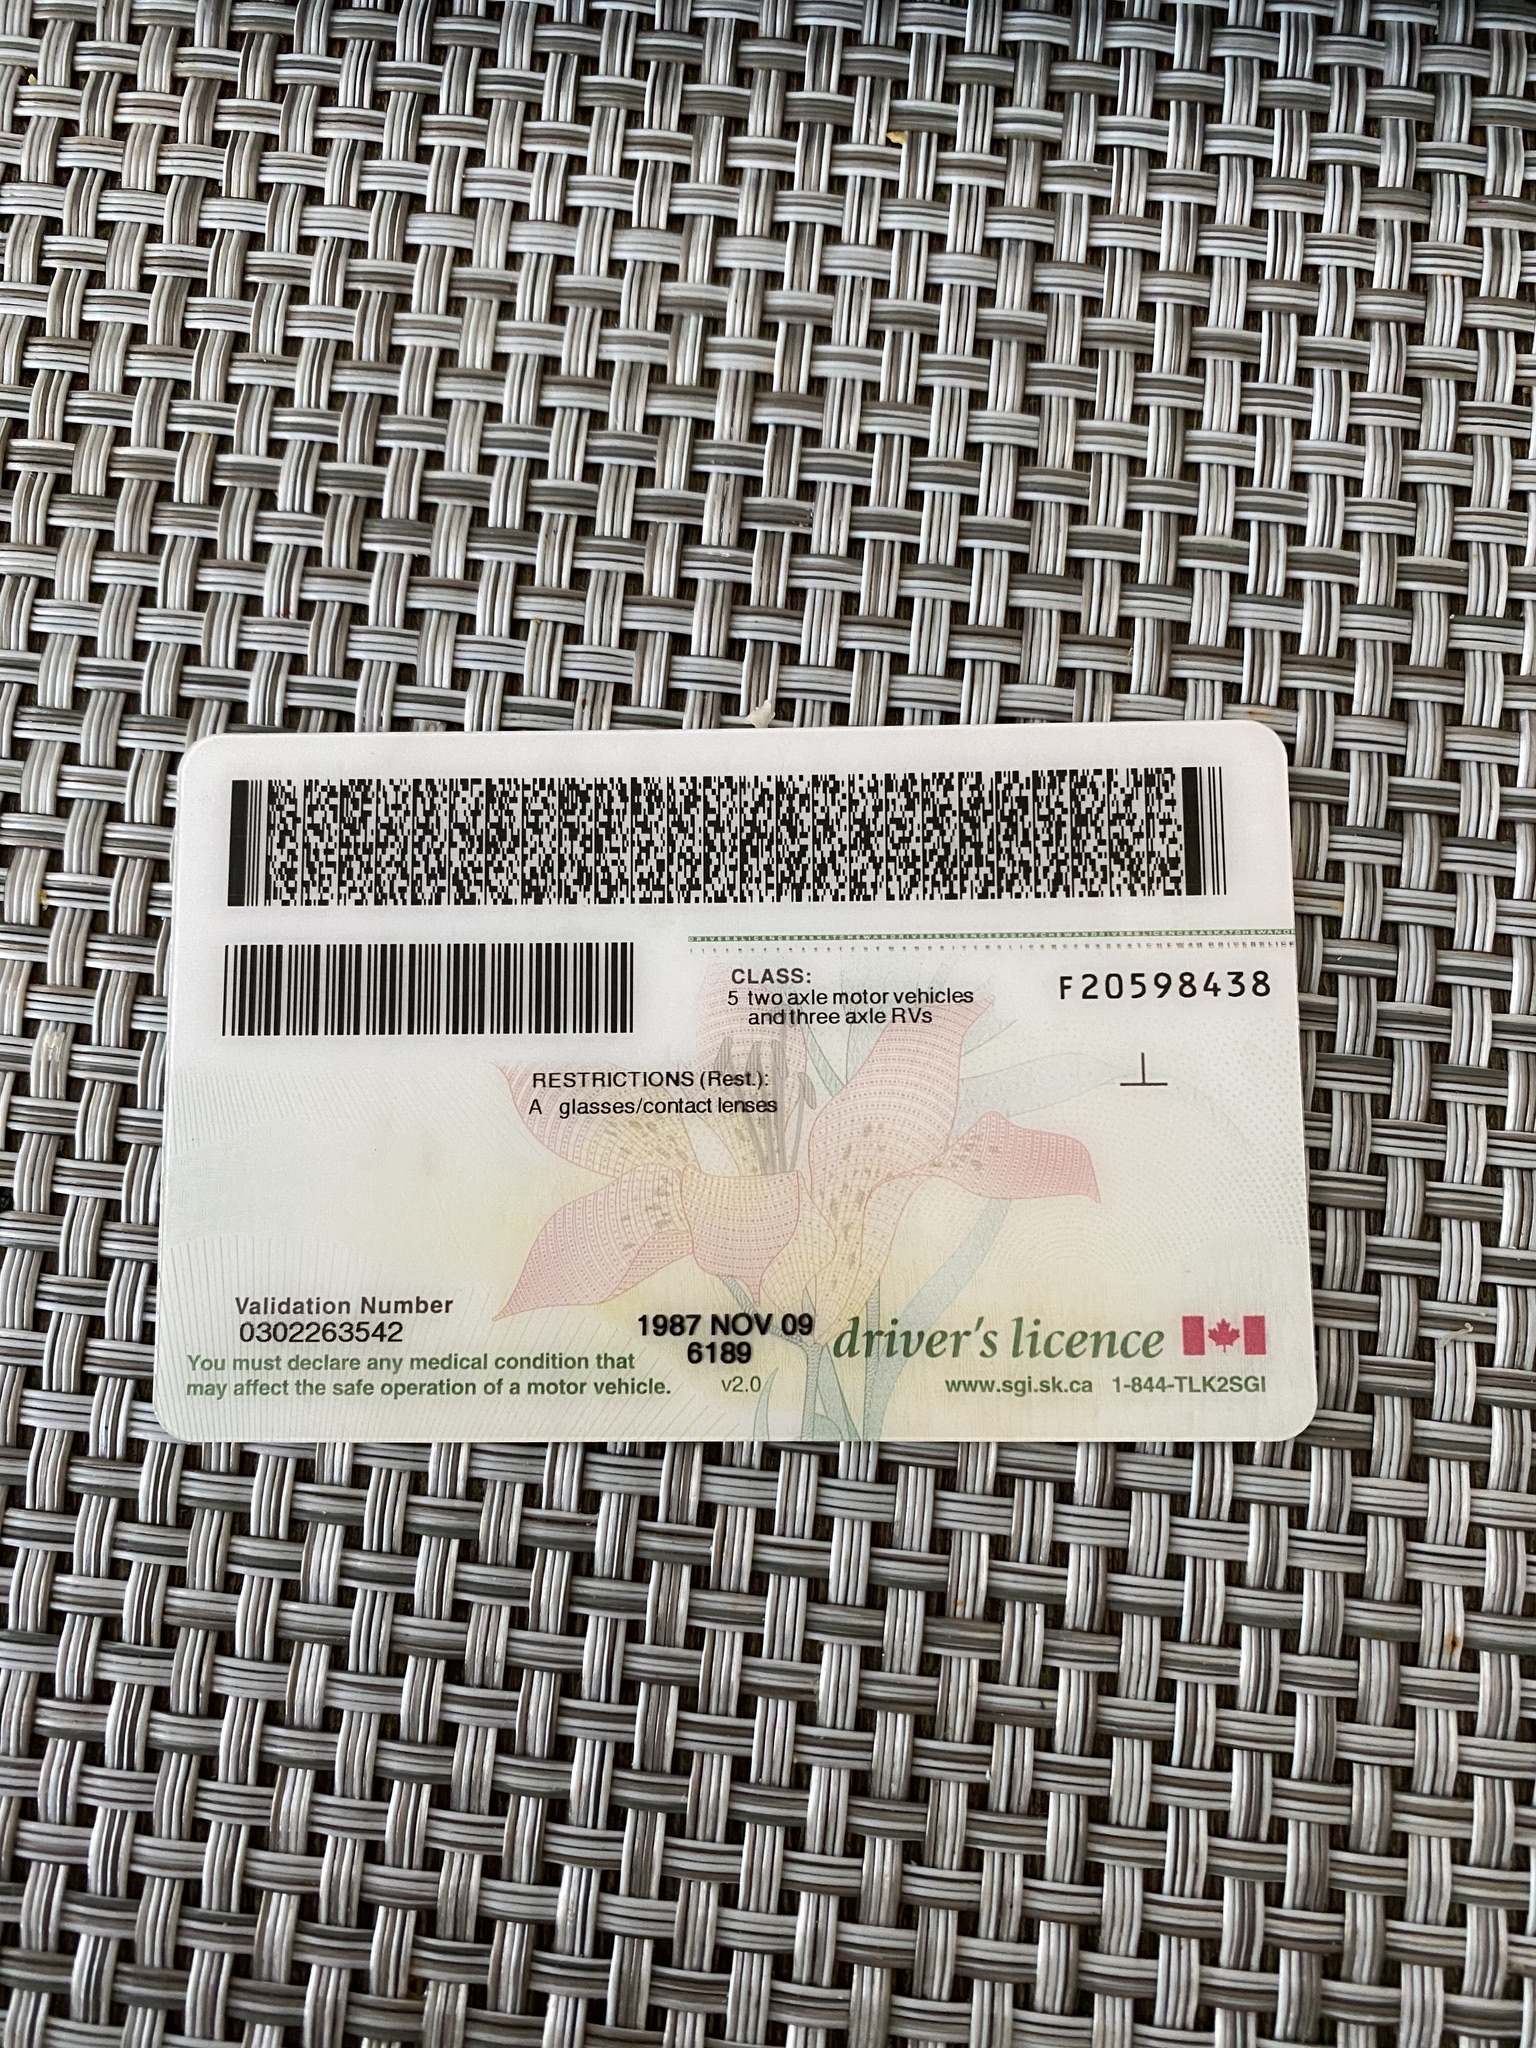 DRIVERSLICENCESASKATCHEWANDRIVERSLICENCESASKATCHEWANDRIVERSLICENCESASKATCHEWANDR
CLASS:
5 two axle motor vehicles
and three axle RVs
F20598438
RESTRICTIONS (Rest.):
A glasses/contact lenses
Validation Number
0302263542
1987 NOV 09
6189
v2.0
You must declare any medical condition that
may affect the safe operation of a motor vehicle.
driver's licence
www.sgi.sk.ca 1-844-TLK2SGI